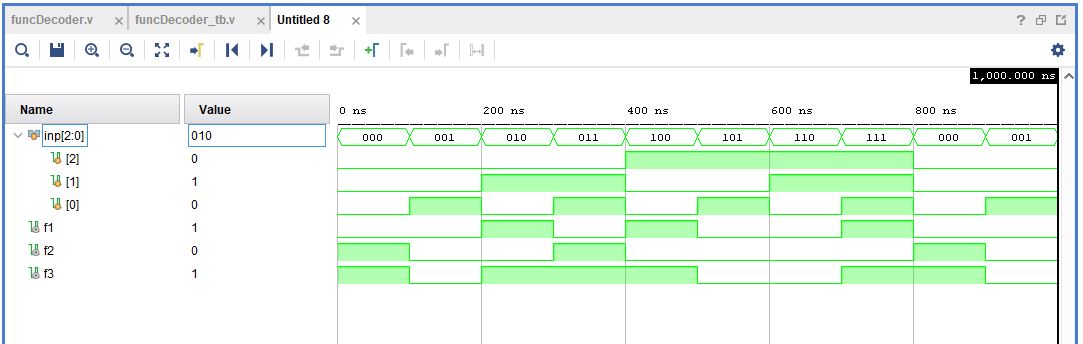 funcDecoder.v × funcDecoder_tb.v × Untitled 8 × ?
1,000.000 ns
Name Value 0 ns 200 ns 400 ns 600 ns 800 ns
inp[2:0] 010 000 001 010 011 100 101 110 111 000 001
[2] 0
[1] 1
[0] 0
f1 1
f2 0
f3 1